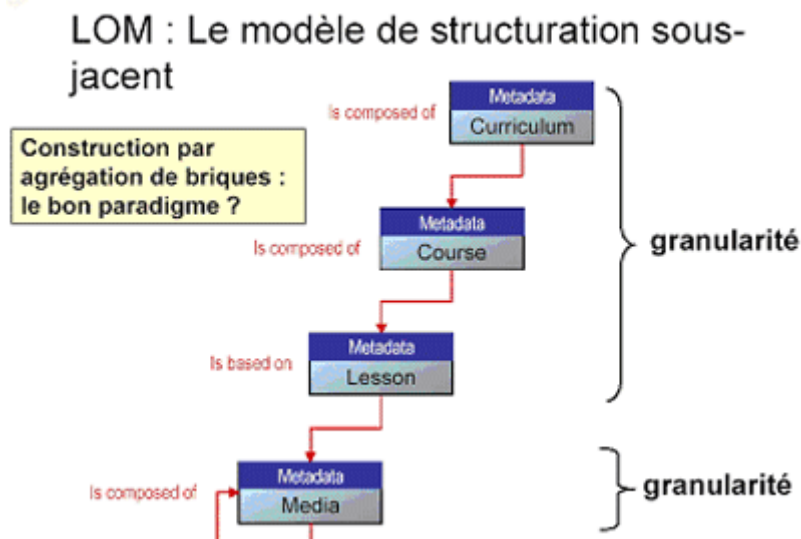 LOM : Le modèle de structuration sous-
jacent
Metadata
Is composed of
Curriculum
Construction par
agrégation de briques :
le bon paradigme ?
Metadata
Is composed of
Course
granularité
Metadata
Is based on
Lesson
Metadata
Is composed of
Media
granularité